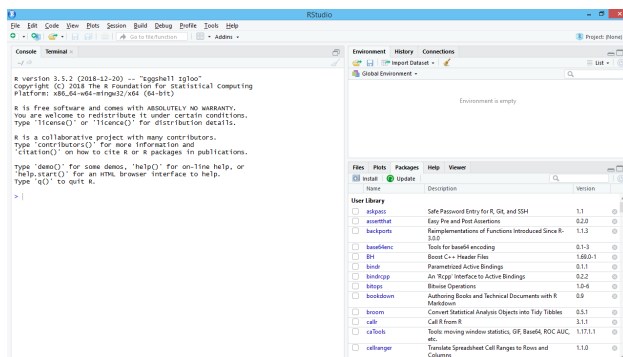 RStudio
File Edit Code View Plots Session Build Debug Profile Tools Help
Go to file/function Addins Project: (None)
Console Terminal
~/
R version 3.5.2 (2018-12-20) -- "Eggshell Igloo"
Copyright (C) 2018 The R Foundation for Statistical Computing
Platform: x86_64-w64-mingw32/x64 (64-bit)
R is free software and comes with ABSOLUTELY NO WARRANTY.
You are welcome to redistribute it under certain conditions.
Type 'license()' or 'licence()' for distribution details.
R is a collaborative project with many contributors.
Type 'contributors()' for more information and
'citation()' on how to cite R or R packages in publications.
Type 'demo()' for some demos, 'help()' for on-line help, or
'help.start()' for an HTML browser interface to help.
Type 'q()' to quit R.
>
Environment History Connections
Import Dataset List
Global Environment
Environment is empty
Files Plots Packages Help Viewer
Install Update
Name Description Version
User Library
askpass Safe Password Entry for R, Git, and SSH 1.1
assertthat Easy Pre and Post Assertions 0.2.0
backports Reimplementations of Functions Introduced Since R-
3.0.0 1.1.3
base64enc Tools for base64 encoding 0.1-3
BH Boost C++ Header Files 1.69.0-1
bindr Parametrized Active Bindings 0.1.1
bindrcpp An 'Rcpp' Interface to Active Bindings 0.2.2
bitops Bitwise Operations 1.0-6
bookdown Authoring Books and Technical Documents with R
Markdown 0.9
broom Convert Statistical Analysis Objects into Tidy Tibbles 0.5.1
callr Call R from R 3.1.1
caTools Tools: moving window statistics, GIF, Base64, ROC AUC,
etc. 1.17.1.1
cellranger Translate Spreadsheet Cell Ranges to Rows and
Columns 1.1.0